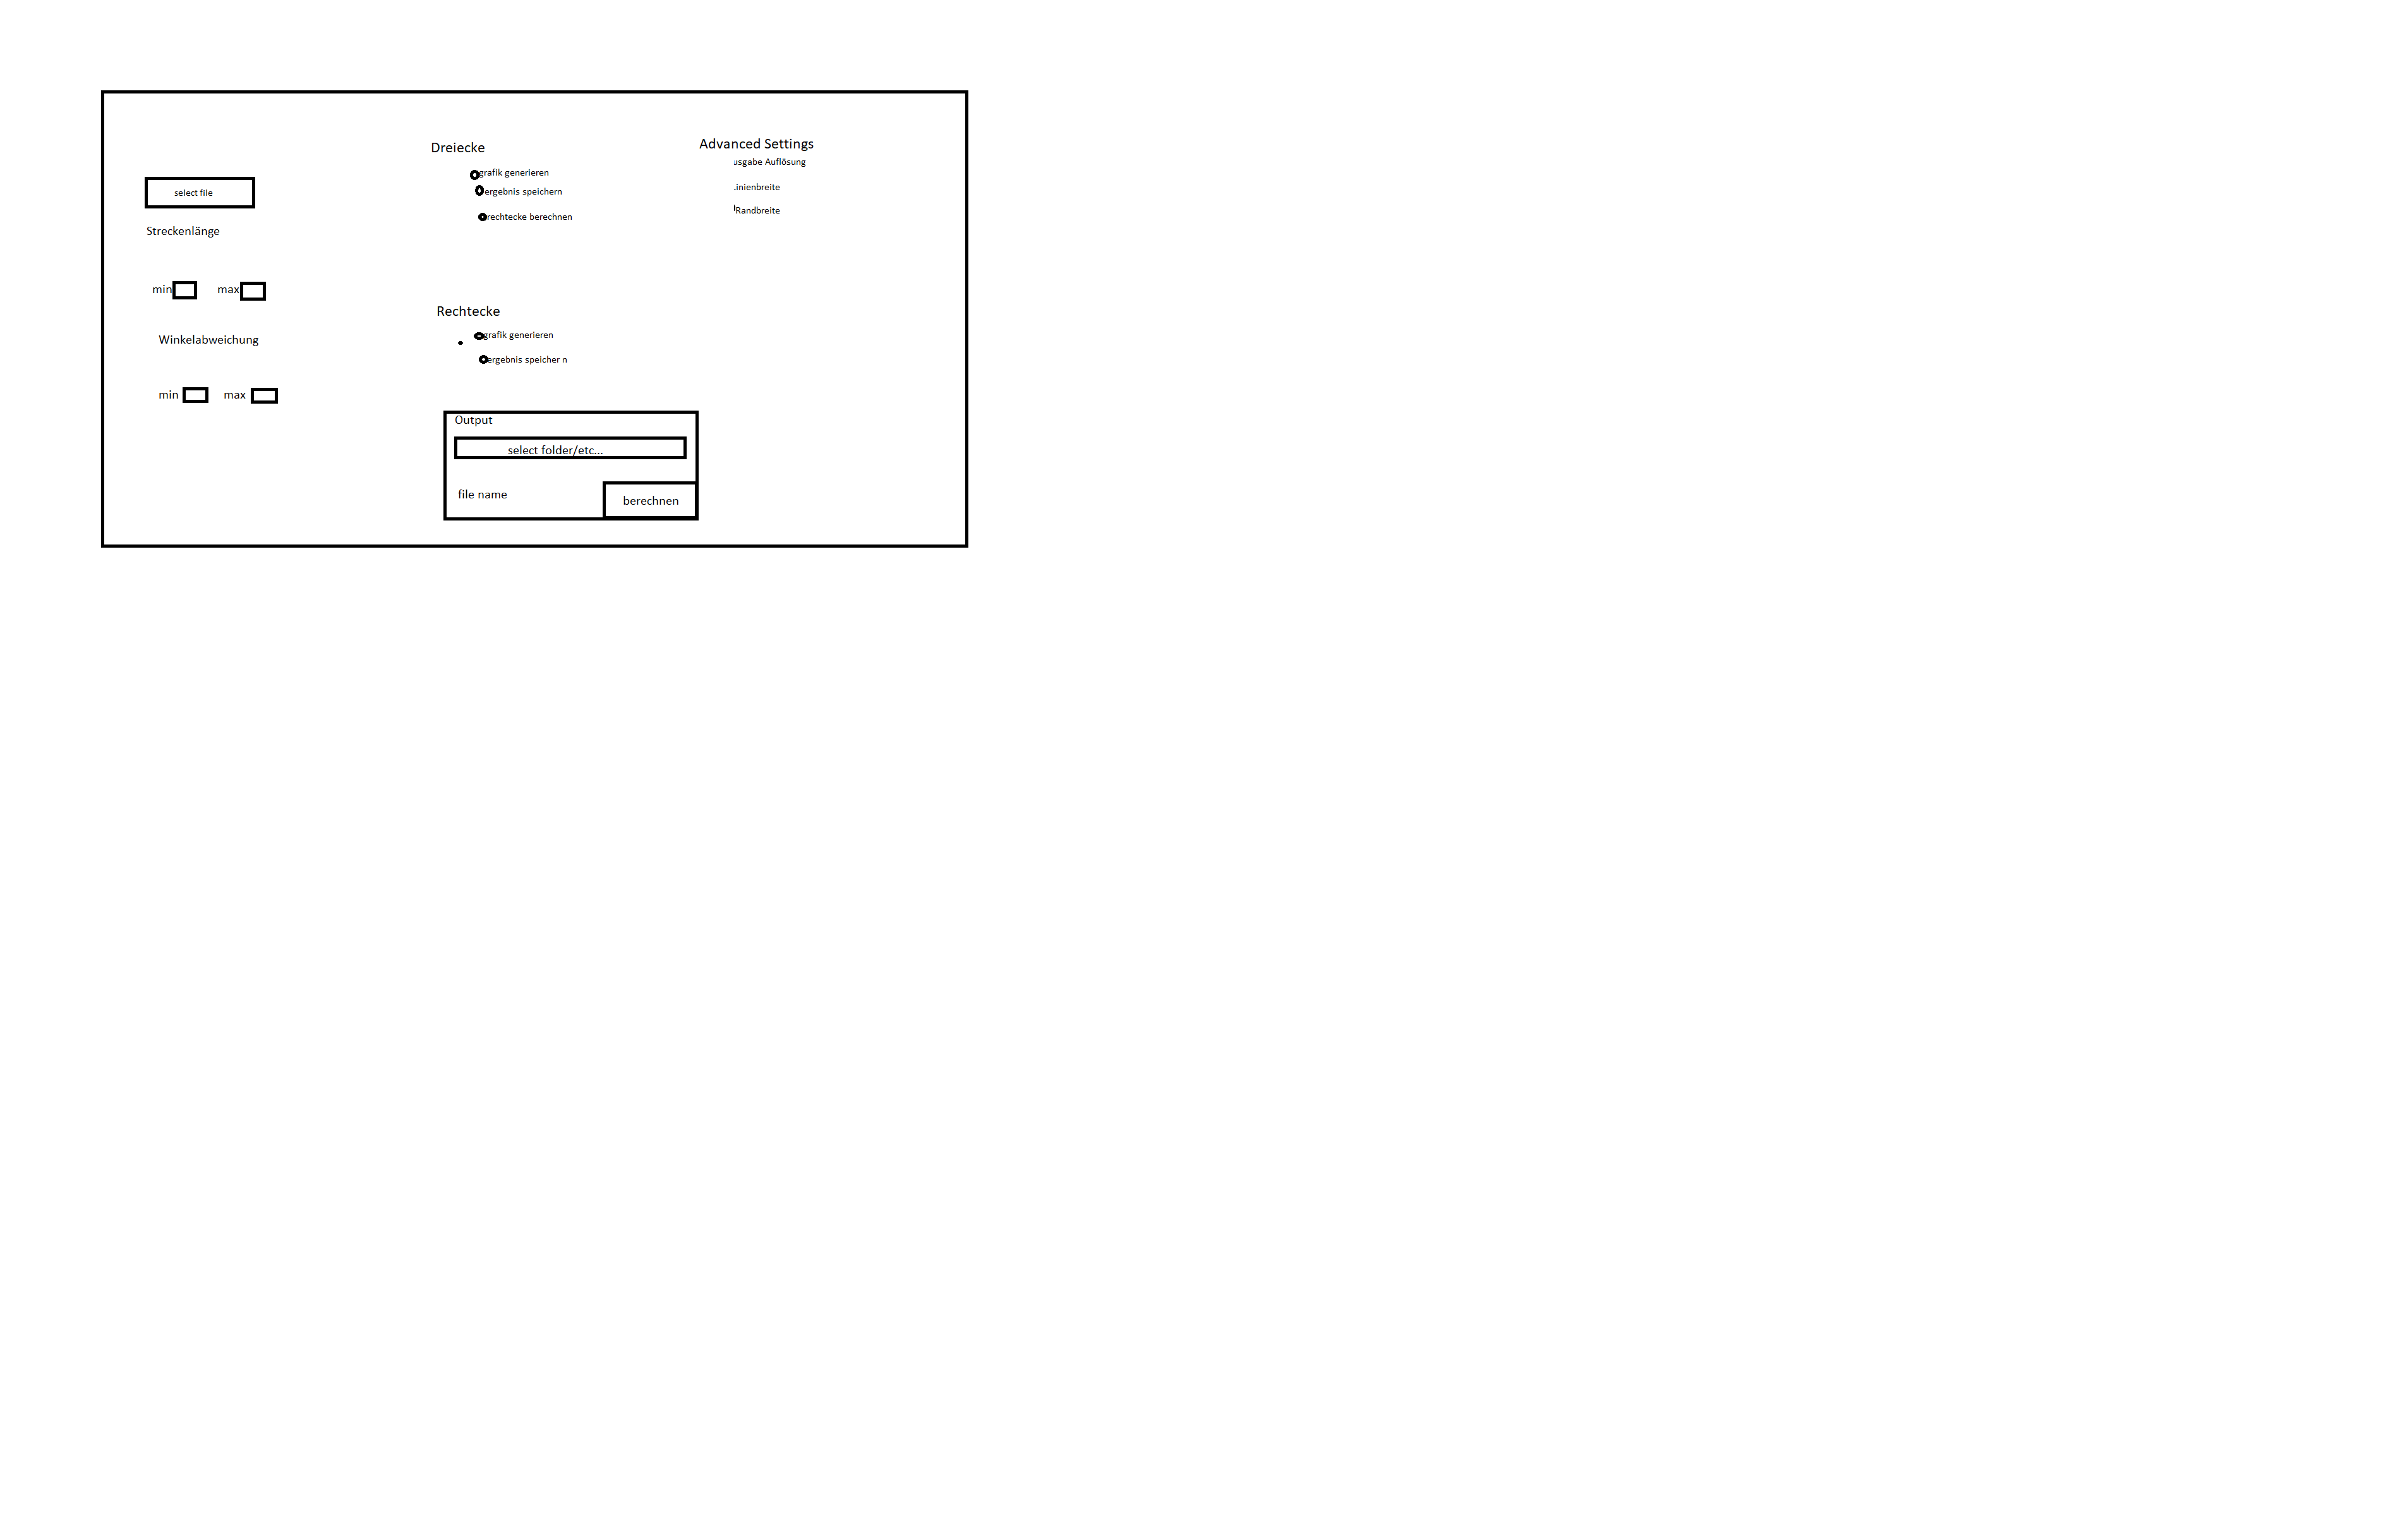 select file
Streckenlänge
min max
Winkelabweichung
min max
Dreiecke
grafik generieren
ergebnis speichern
rechtecke berechnen
Rechtecke
grafik generieren
ergebnis speicher n
Output
select folder/etc...
file name
berechnen
Advanced Settings
usgabe Auflösung
inienbreite
Randbreite